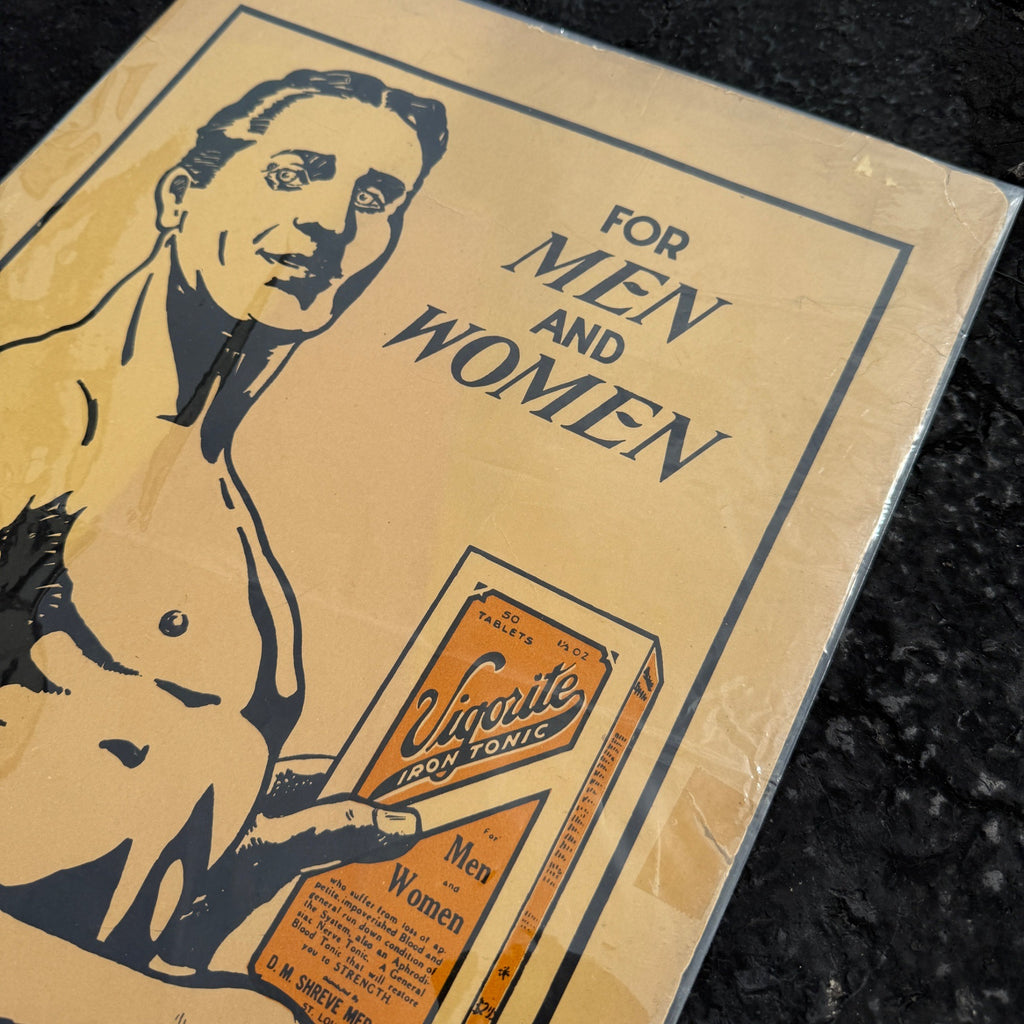 FOR
MEN
AND
WOMEN
50
TABLETS
1½ OZ
Vigorite
IRON TONIC
For
Men
and
Women
who suffer from loss of ap-
petite, impoverished Blood and
general run down condition of
the System, also an Aphrodi-
siac Nerve Tonic. A General
Blood Tonic that will restore
you to STRENGTH.
D. M. SHREVE
ST.